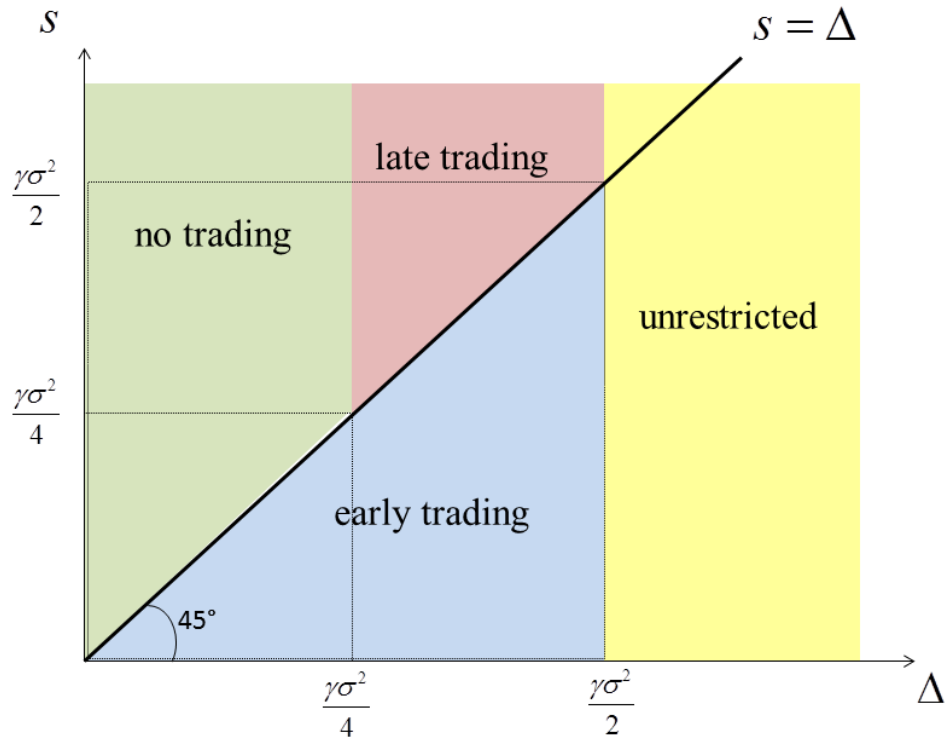 s
s = Δ
late trading
γσ²/2
no trading
unrestricted
γσ²/4
early trading
45°
γσ²/4
γσ²/2
Δ